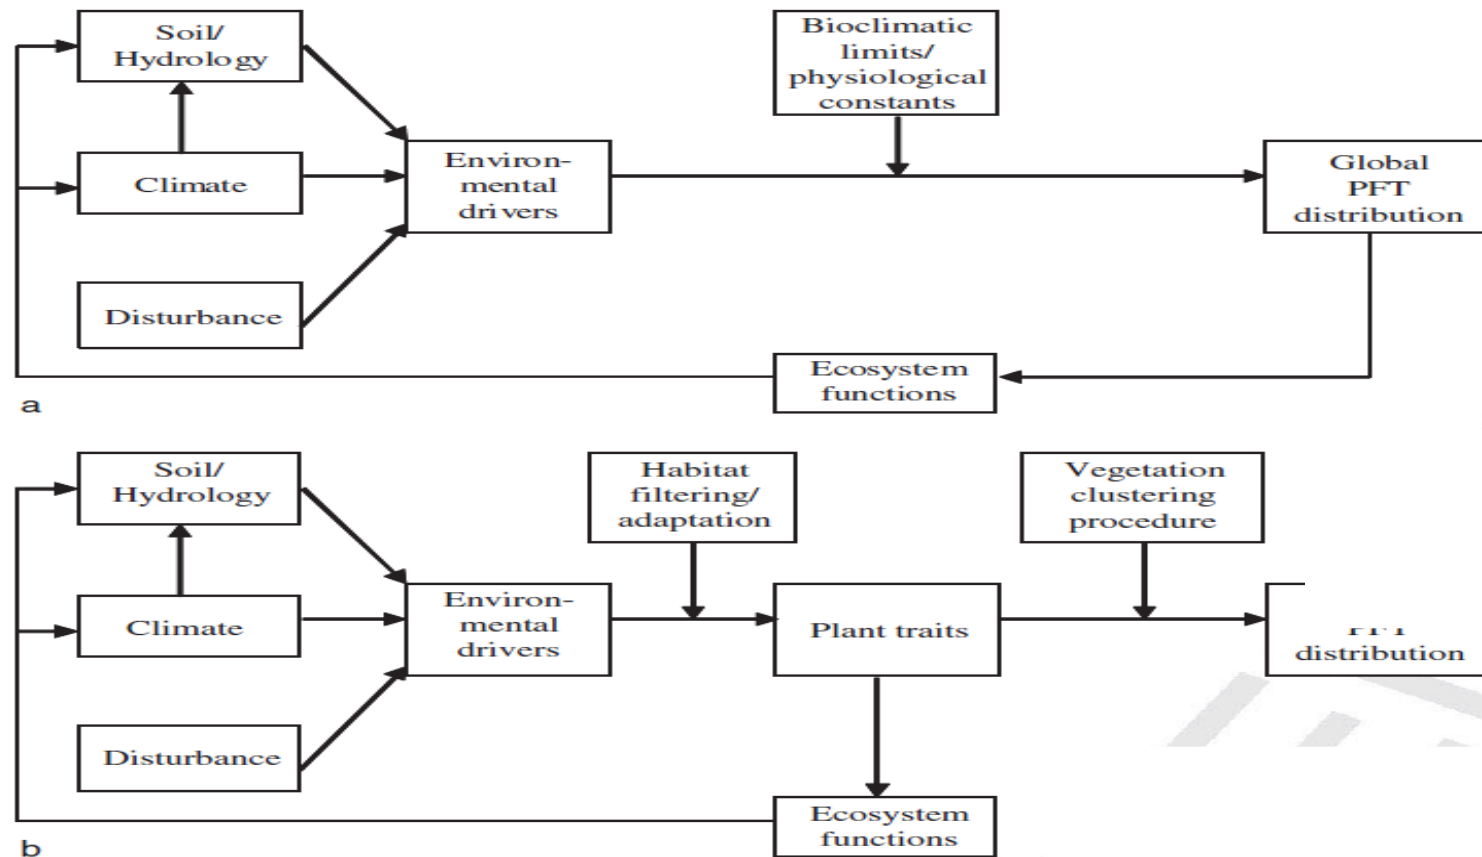 Soil/
Hydrology
Climate
Disturbance
Environ-
mental
drivers
Bioclimatic
limits/
physiological
constants
Global
PFT
distribution
Ecosystem
functions
a
Soil/
Hydrology
Climate
Disturbance
Environ-
mental
drivers
Habitat
filtering/
adaptation
Plant traits
Vegetation
clustering
procedure
distribution
Ecosystem
functions
b